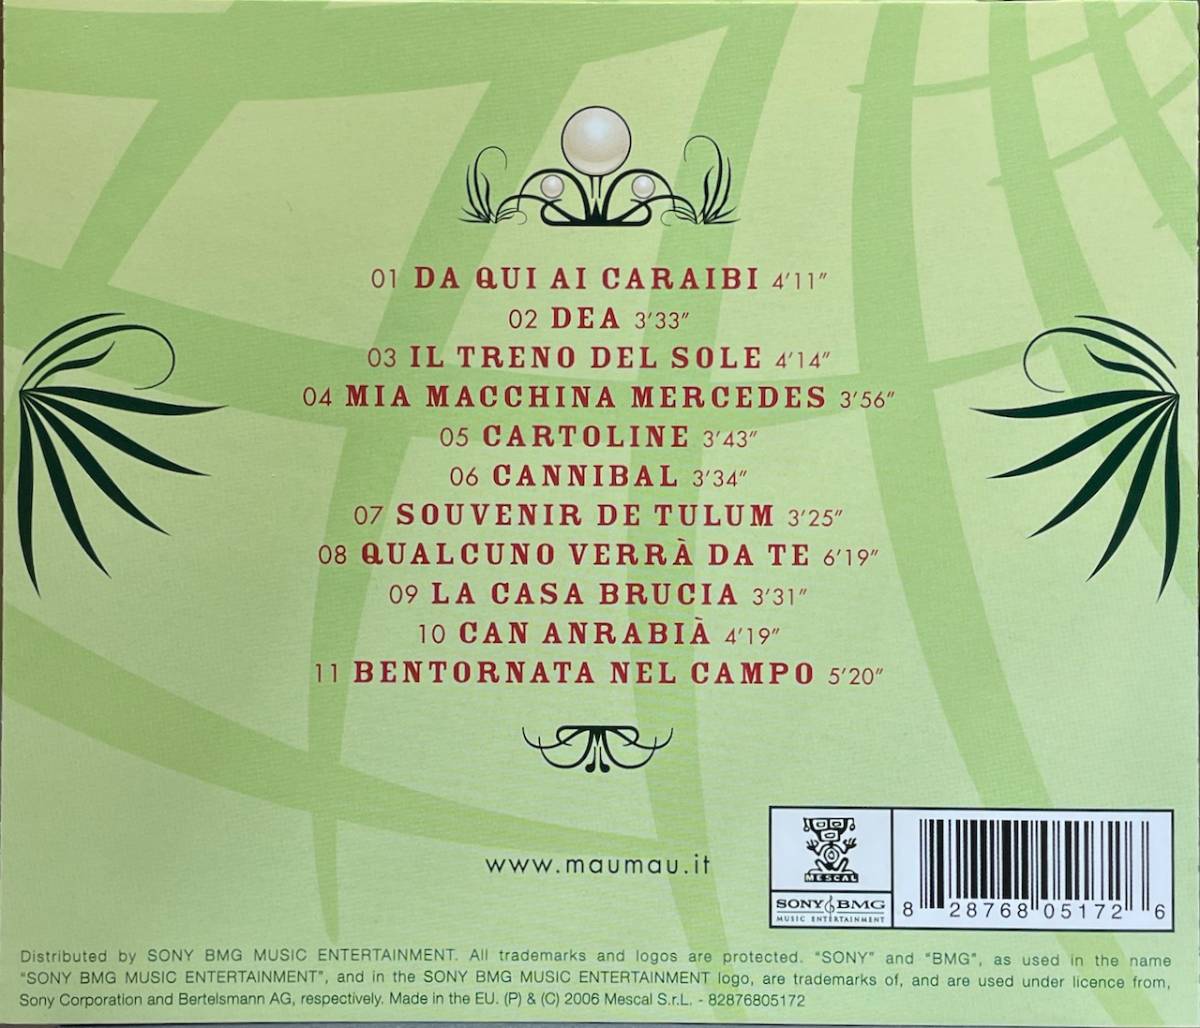 01 DA QUI AI CARAIBI 4'11"
02 DEA 3'33"
03 IL TRENO DEL SOLE 4'14"
04 MIA MACCHINA MERCEDES 3'56"
05 CARTOLINE 3'43"
06 CANNIBAL 3'34"
07 SOUVENIR DE TULUM 3'25"
08 QUALCUNO VERRÀ DA TE 6'19"
09 LA CASA BRUCIA 3'31"
10 CAN ANRABIÀ 4'19"
11 BENTORNATA NEL CAMPO 5'20"
www.maumau.it
MESCAL
SONY BMG
MUSIC ENTERTAINMENT
8 28768 05172 6
Distributed by SONY BMG MUSIC ENTERTAINMENT. All trademarks and logos are protected. "SONY" and "BMG", as used in the name
"SONY BMG MUSIC ENTERTAINMENT", and in the SONY BMG MUSIC ENTERTAINMENT logo, are trademarks of, and are used under licence from,
Sony Corporation and Bertelsmann AG, respectively. Made in the EU. (P) & (C) 2006 Mescal S.r.L. - 82876805172